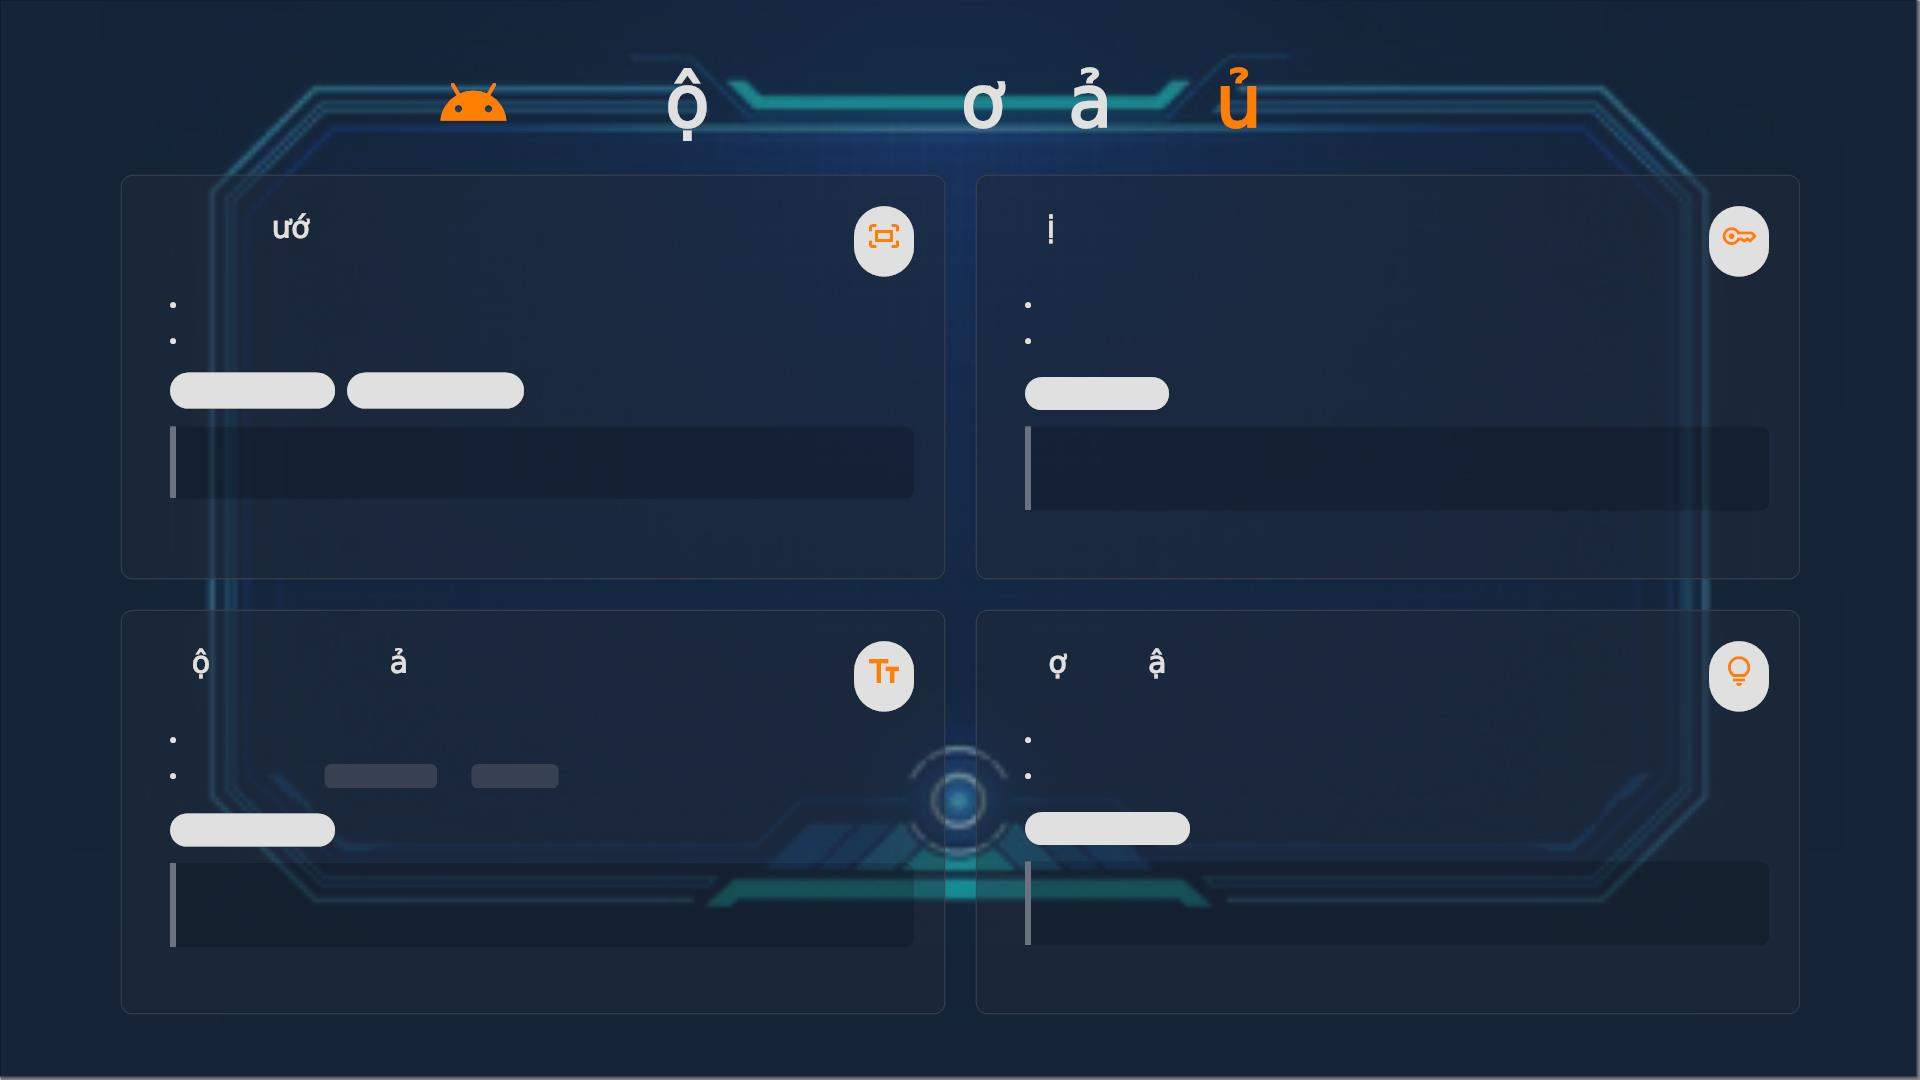 ộ ơ ả ủ
ướ
ị
ộ ả
ợ ậ